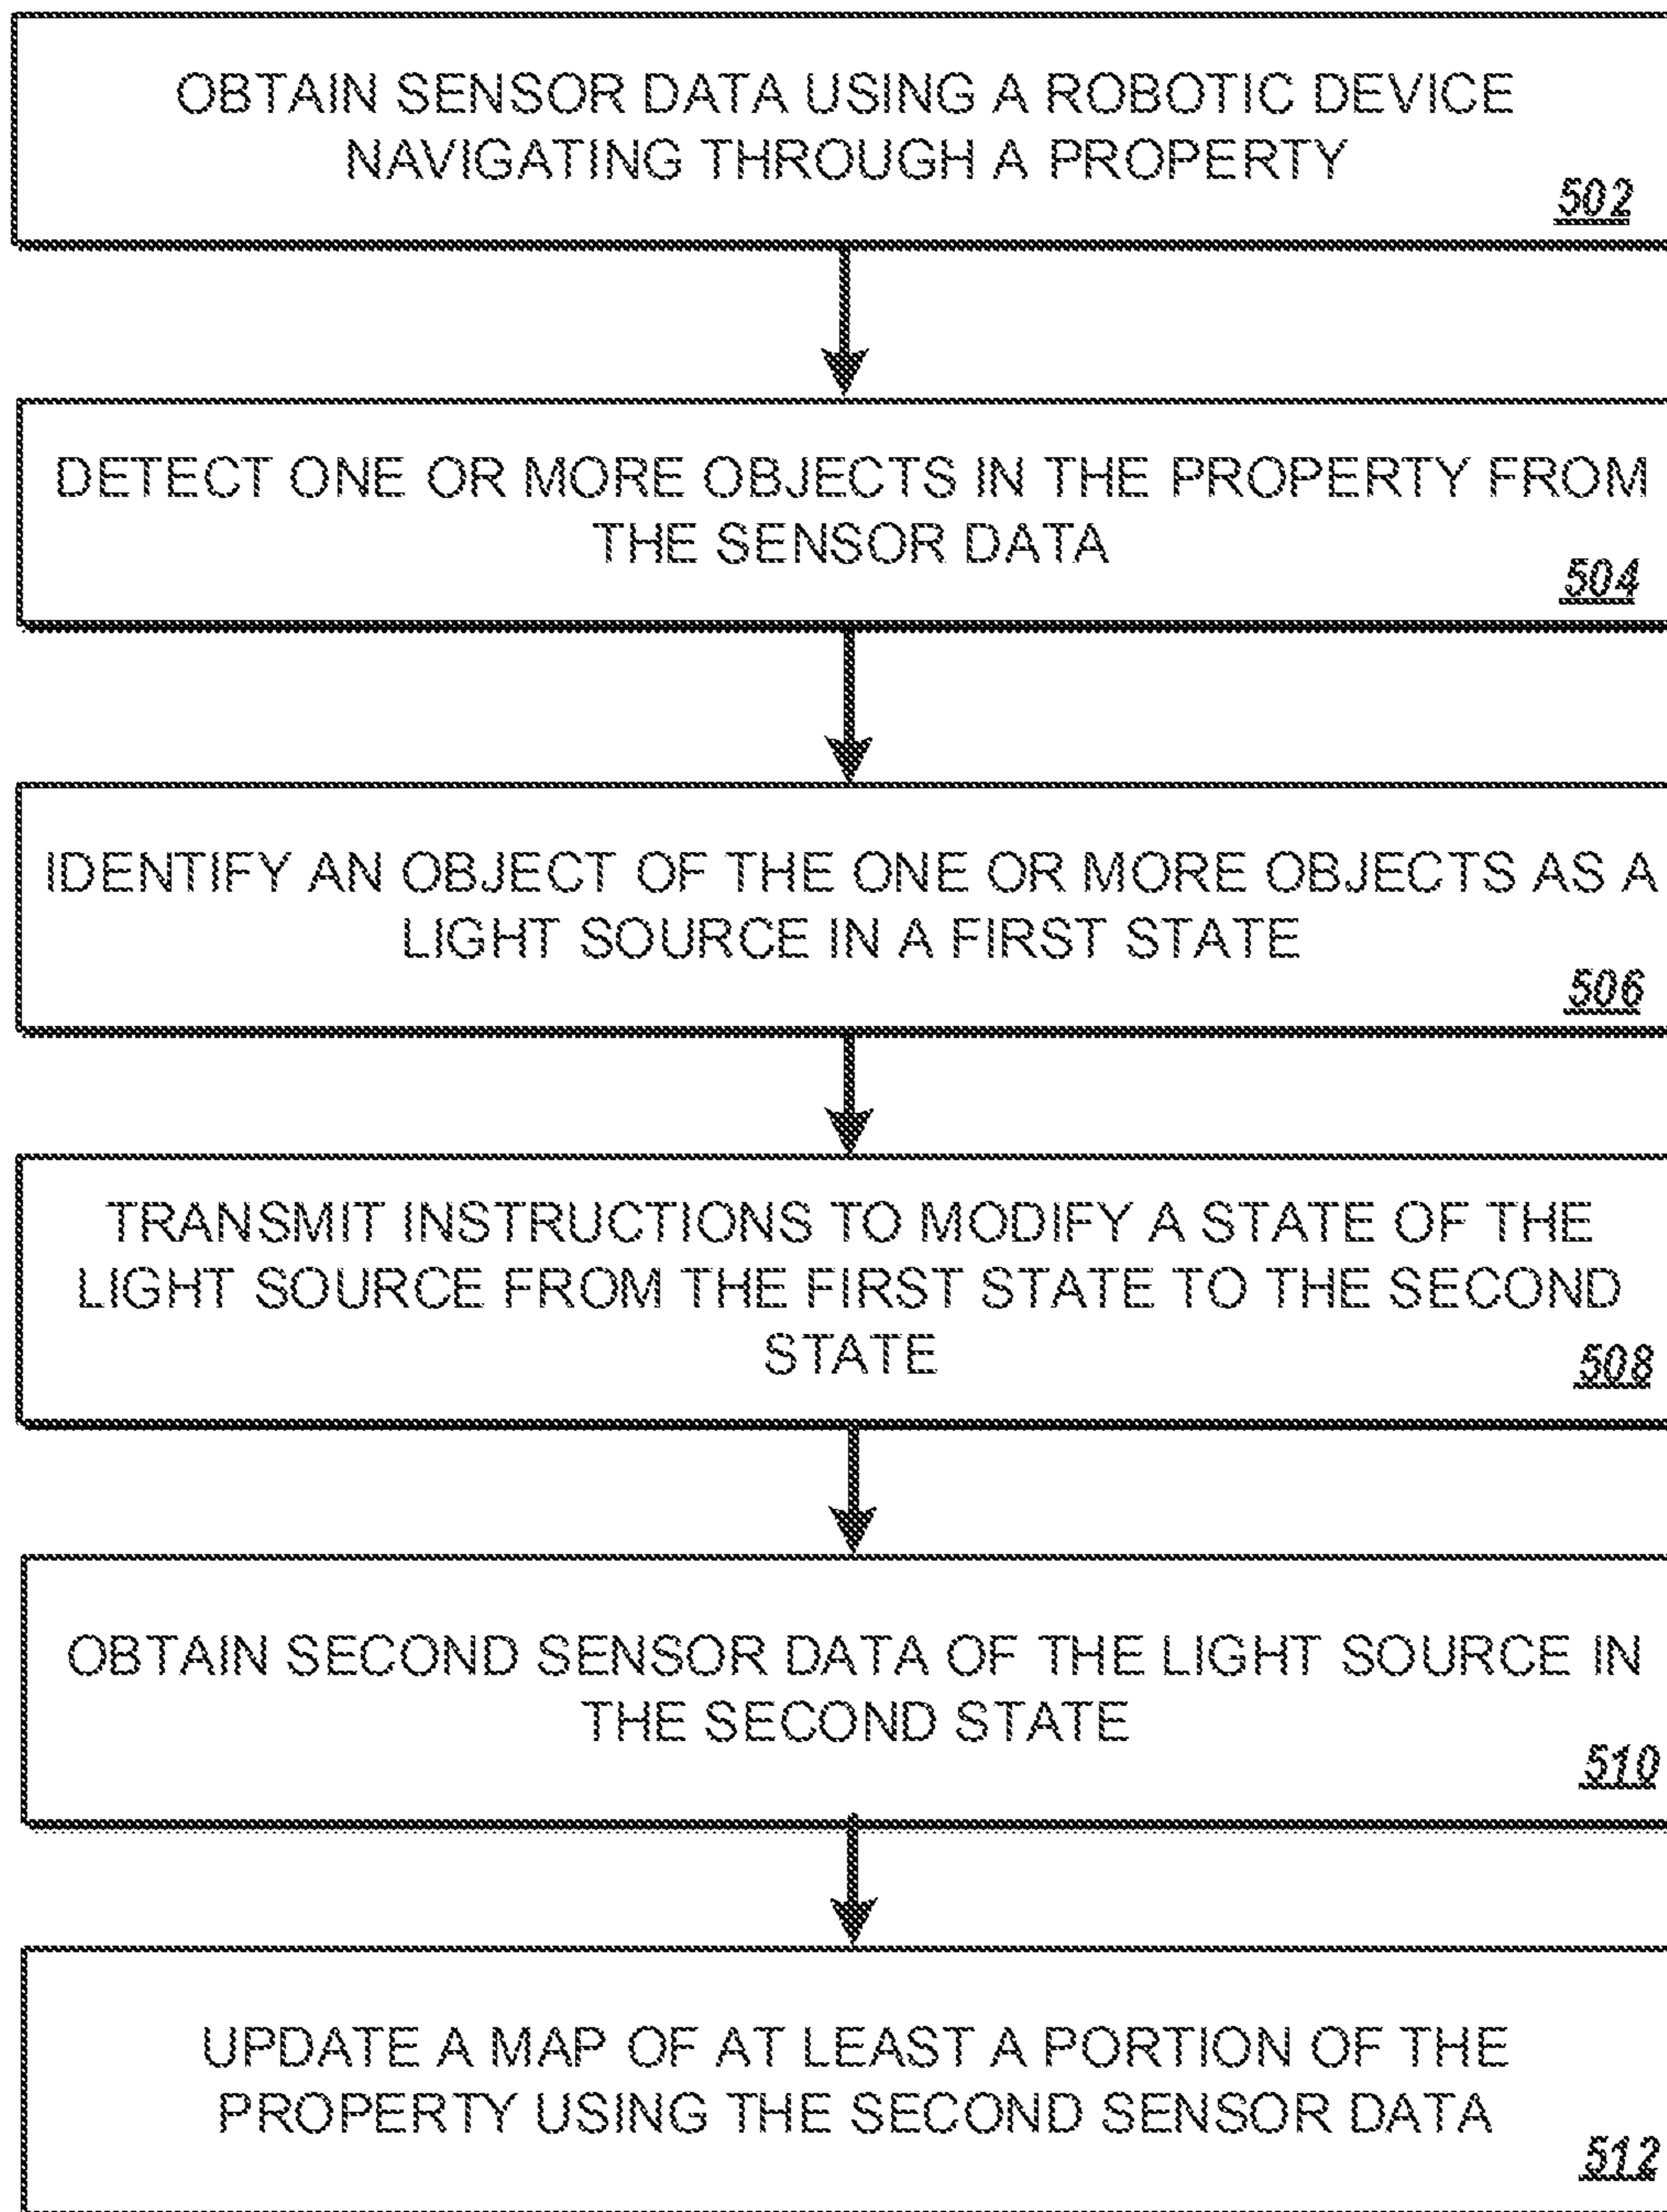 OBTAIN SENSOR DATA USING A ROBOTIC DEVICE
NAVIGATING THROUGH A PROPERTY
502
DETECT ONE OR MORE OBJECTS IN THE PROPERTY FROM
THE SENSOR DATA
504
IDENTIFY AN OBJECT OF THE ONE OR MORE OBJECTS AS A
LIGHT SOURCE IN A FIRST STATE
506
TRANSMIT INSTRUCTIONS TO MODIFY A STATE OF THE
LIGHT SOURCE FROM THE FIRST STATE TO THE SECOND
STATE
508
OBTAIN SECOND SENSOR DATA OF THE LIGHT SOURCE IN
THE SECOND STATE
510
UPDATE A MAP OF AT LEAST A PORTION OF THE
PROPERTY USING THE SECOND SENSOR DATA
512